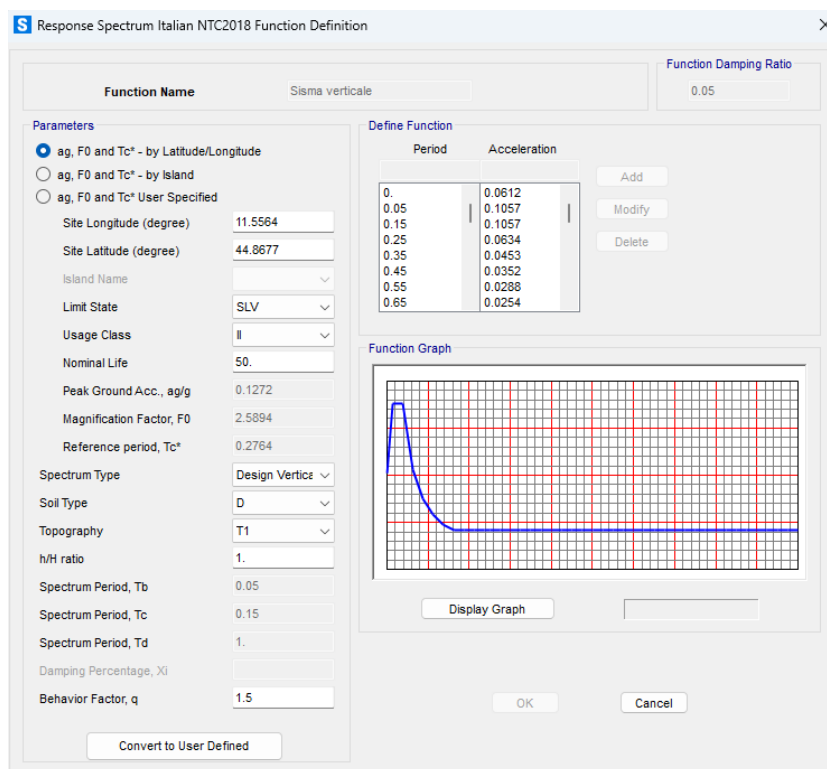 S Response Spectrum Italian NTC2018 Function Definition
Function Damping Ratio
Function Name Sisma verticale 0.05
Parameters
ag, F0 and Tc* - by Latitude/Longitude
ag, F0 and Tc* - by Island
ag, F0 and Tc* User Specified
Site Longitude (degree) 11.5564
Site Latitude (degree) 44.8677
Island Name
Limit State SLV
Usage Class II
Nominal Life 50.
Peak Ground Acc., ag/g 0.1272
Magnification Factor, F0 2.5894
Reference period, Tc* 0.2764
Spectrum Type Design Vertica
Soil Type D
Topography T1
h/H ratio 1.
Spectrum Period, Tb 0.05
Spectrum Period, Tc 0.15
Spectrum Period, Td 1.
Damping Percentage, Xi
Behavior Factor, q 1.5
Convert to User Defined
Define Function
Period Acceleration
0. 0.0612
0.05 0.1057
0.15 0.1057
0.25 0.0634
0.35 0.0453
0.45 0.0352
0.55 0.0288
0.65 0.0254
Add
Modify
Delete
Function Graph
Display Graph
OK Cancel